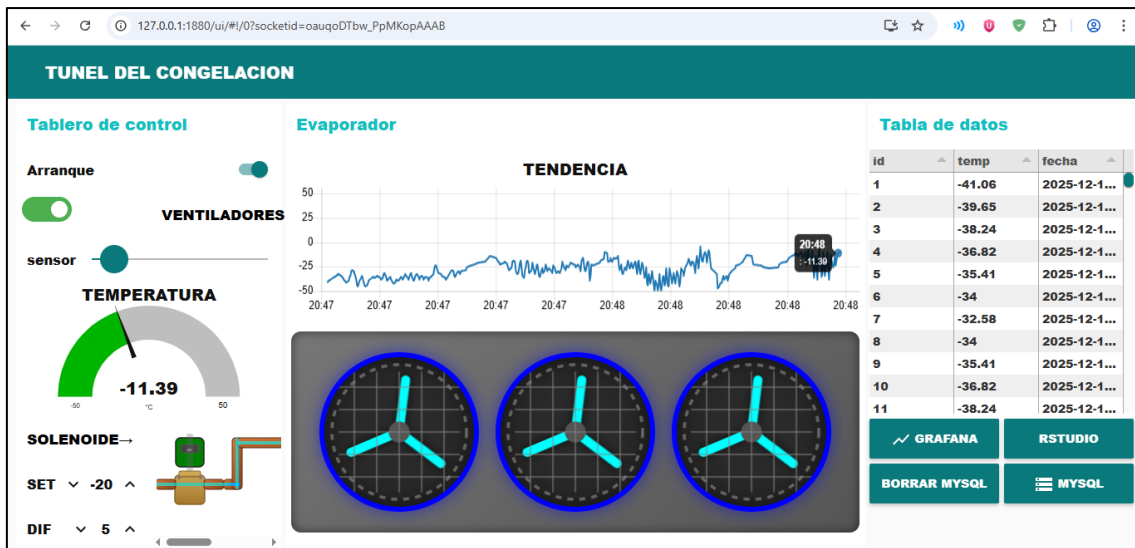 127.0.0.1:1880/ui/#!/0?socketid=oauqoDTbw_PpMKopAAAB
TUNEL DEL CONGELACION
Tablero de control
Arranque
VENTILADORES
sensor
TEMPERATURA
-11.39
-50 °C 50
SOLENOIDE→
SET -20
DIF 5
Evaporador
TENDENCIA
50
25
0
-25
-50
20:48
: -11.39
20:47 20:47 20:47 20:47 20:47 20:48 20:48 20:48 20:48 20:48
Tabla de datos
id temp fecha
1 -41.06 2025-12-1...
2 -39.65 2025-12-1...
3 -38.24 2025-12-1...
4 -36.82 2025-12-1...
5 -35.41 2025-12-1...
6 -34 2025-12-1...
7 -32.58 2025-12-1...
8 -34 2025-12-1...
9 -35.41 2025-12-1...
10 -36.82 2025-12-1...
11 -38.24 2025-12-1...
GRAFANA RSTUDIO
BORRAR MYSQL MYSQL